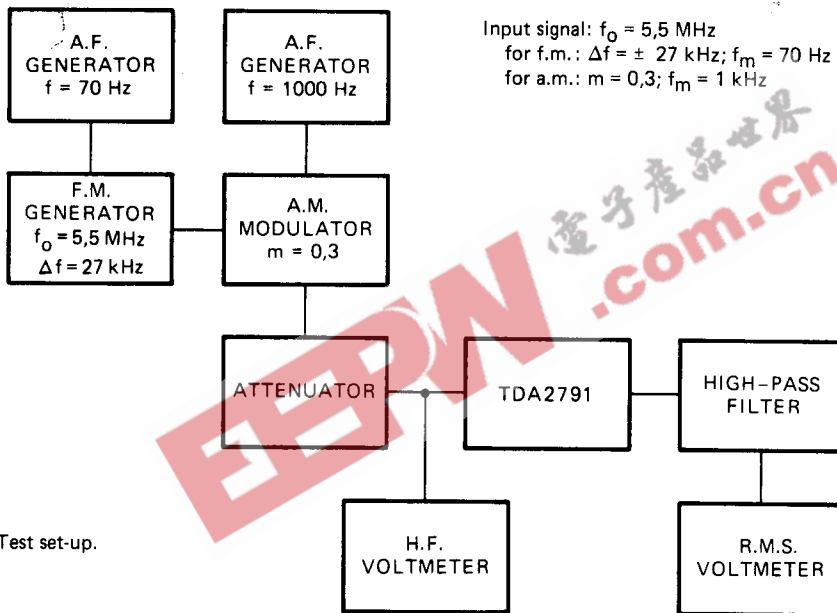 A.F.
GENERATOR
f = 70 Hz
A.F.
GENERATOR
f = 1000 Hz
Input signal: fo = 5,5 MHz
for f.m.: Δf = ± 27 kHz; fm = 70 Hz
for a.m.: m = 0,3; fm = 1 kHz
F.M.
GENERATOR
fo = 5,5 MHz
Δf = 27 kHz
A.M.
MODULATOR
m = 0,3
電子產品世界
EEPW.com.cn
ATTENUATOR
TDA2791
HIGH-PASS
FILTER
Test set-up.
H.F.
VOLTMETER
R.M.S.
VOLTMETER